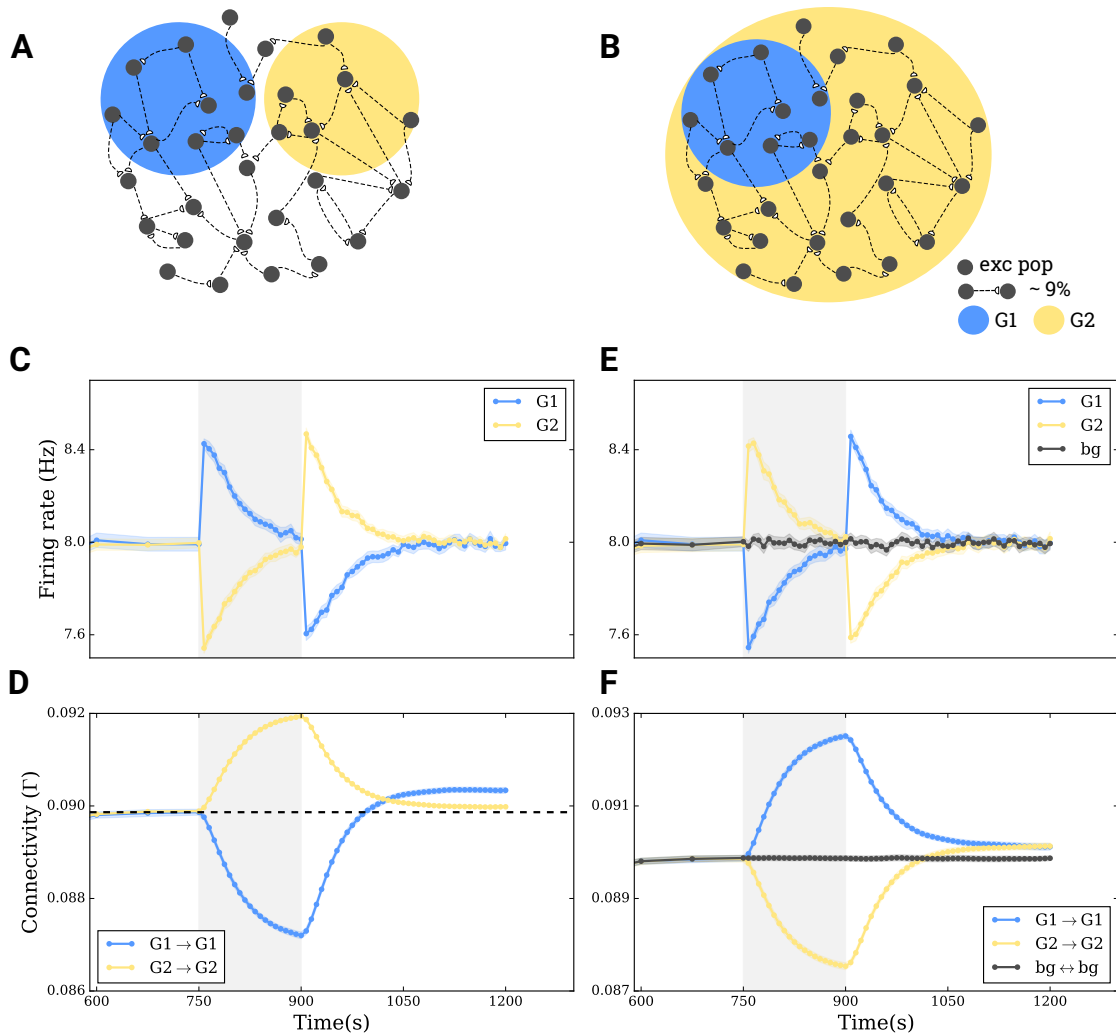 A
B
exc pop
~ 9%
G1 G2
C
Firing rate (Hz)
8.4
8.0
7.6
G1
G2
E
8.4
8.0
7.6
G1
G2
bg
D
Connectivity (Γ)
0.092
0.090
0.088
0.086
G1→G1
G2→G2
600 750 900 1050 1200
Time(s)
F
0.093
0.091
0.089
0.087
G1→G1
G2→G2
bg↔bg
600 750 900 1050 1200
Time(s)